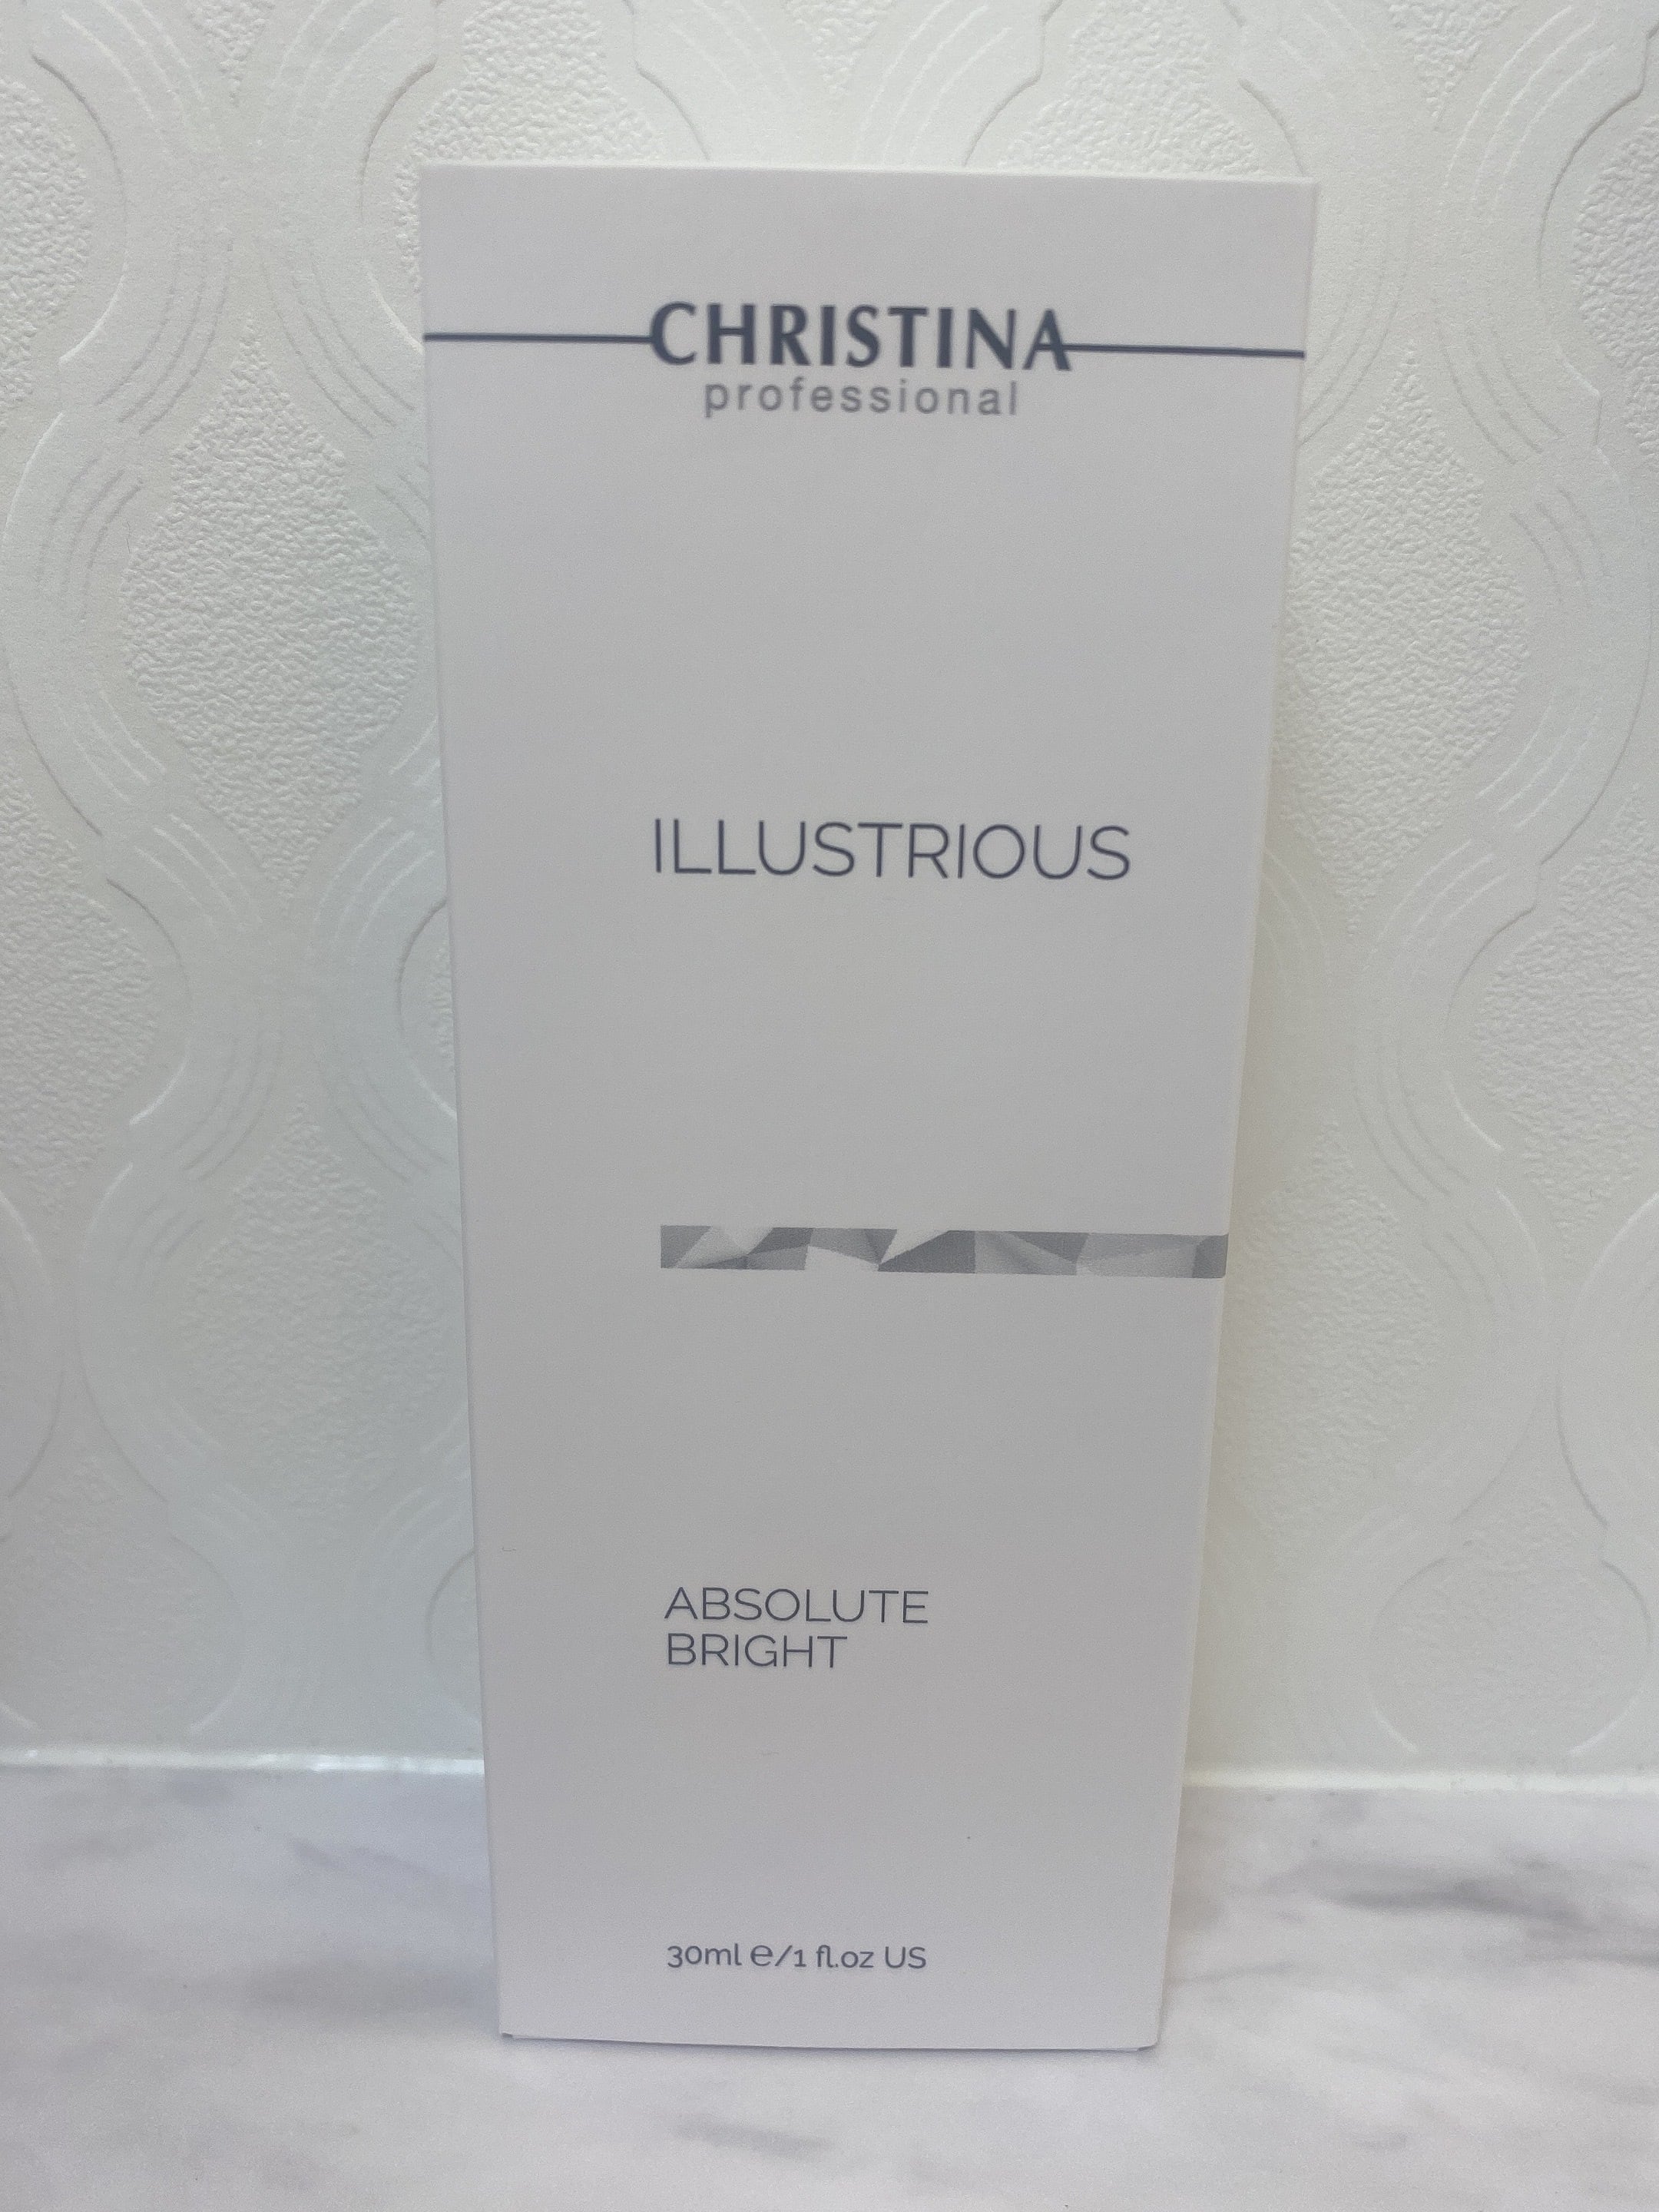 CHRISTINA
professional
ILLUSTRIOUS
ABSOLUTE
BRIGHT
30ml ℮/1 fl.oz US